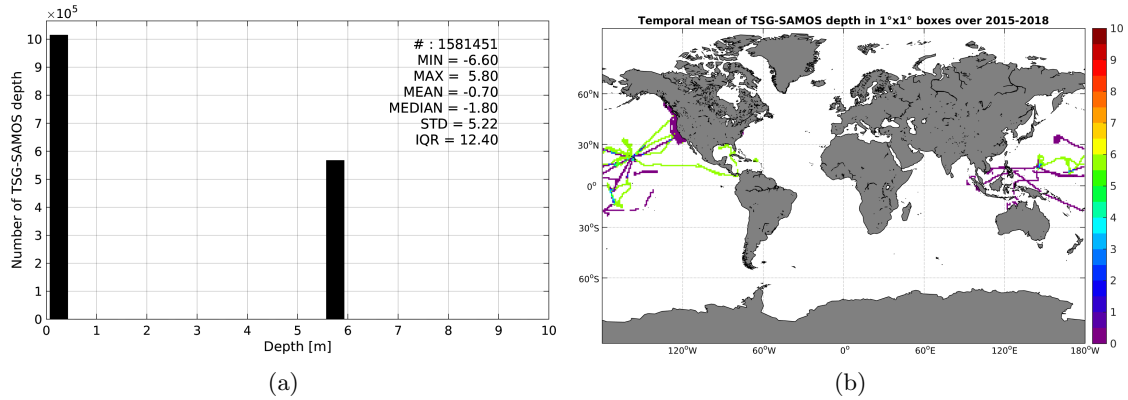 ×10⁵
# : 1581451
MIN = -6.60
MAX = 5.80
MEAN = -0.70
MEDIAN = -1.80
STD = 5.22
IQR = 12.40
10
9
8
7
6
5
4
3
2
1
0
Number of TSG-SAMOS depth
0 1 2 3 4 5 6 7 8 9 10
Depth [m]
(a)
Temporal mean of TSG-SAMOS depth in 1°x1° boxes over 2015-2018
60°N
30°N
0°
30°S
60°S
120°W 60°W 0° 60°E 120°E 180°W
10
9
8
7
6
5
4
3
2
1
0
(b)